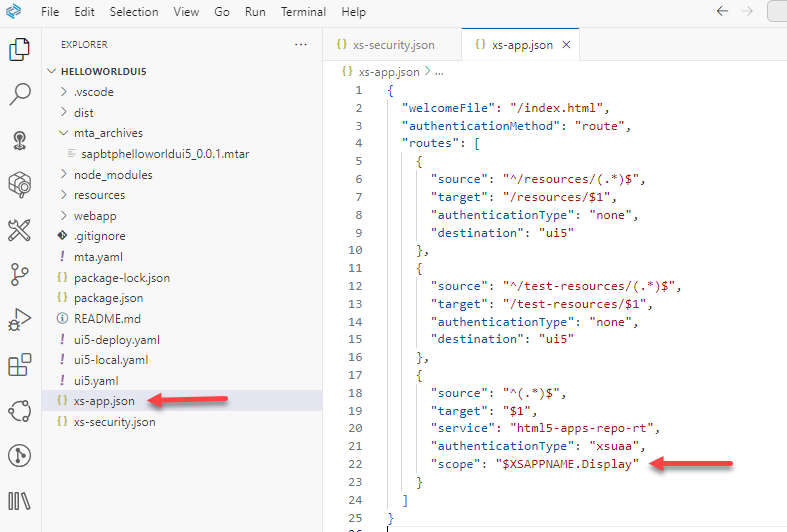 File Edit Selection View Go Run Terminal Help
EXPLORER ...
HELLOWORLDUI5
.vscode
dist
mta_archives
sapbtphelloworldui5_0.0.1.mtar
node_modules
resources
webapp
.gitignore
mta.yaml
package-lock.json
package.json
README.md
ui5-deploy.yaml
ui5-local.yaml
ui5.yaml
xs-app.json
xs-security.json
xs-security.json xs-app.json
xs-app.json > ...
1 {
2 "welcomeFile": "/index.html",
3 "authenticationMethod": "route",
4 "routes": [
5 {
6 "source": "^/resources/(.*)$",
7 "target": "/resources/$1",
8 "authenticationType": "none",
9 "destination": "ui5"
10 },
11 {
12 "source": "^/test-resources/(.*)$",
13 "target": "/test-resources/$1",
14 "authenticationType": "none",
15 "destination": "ui5"
16 },
17 {
18 "source": "^(.*)$",
19 "target": "$1",
20 "service": "html5-apps-repo-rt",
21 "authenticationType": "xsuaa",
22 "scope": "$XSAPPNAME.Display"
23 }
24 ]
25 }